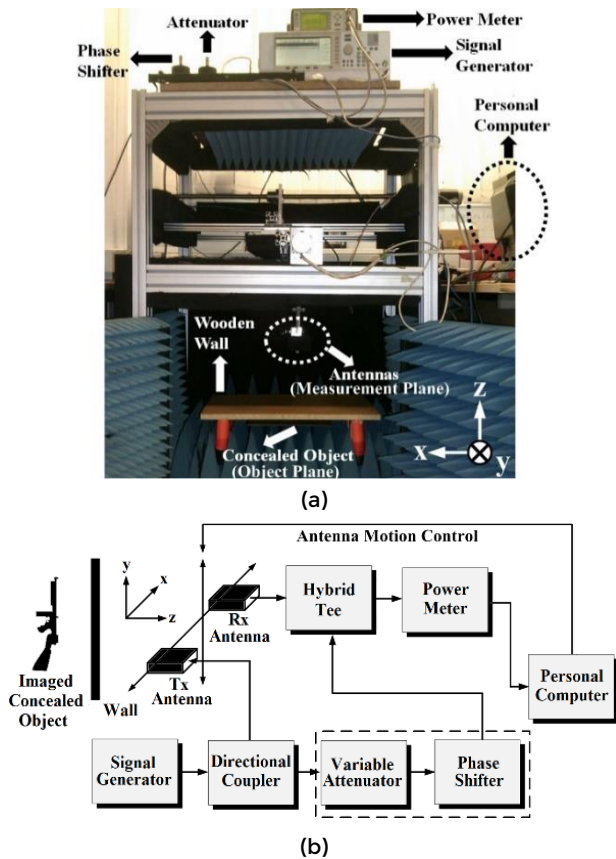 Attenuator
Power Meter
Phase
Shifter
Signal
Generator
Personal
Computer
Wooden
Wall
Antennas
(Measurement Plane)
Concealed Object
(Object Plane)
z
x
y
(a)
Antenna Motion Control
y
x
z
Rx
Antenna
Hybrid
Tee
Power
Meter
Imaged
Concealed
Object
Wall
Tx
Antenna
Personal
Computer
Signal
Generator
Directional
Coupler
Variable
Attenuator
Phase
Shifter
(b)